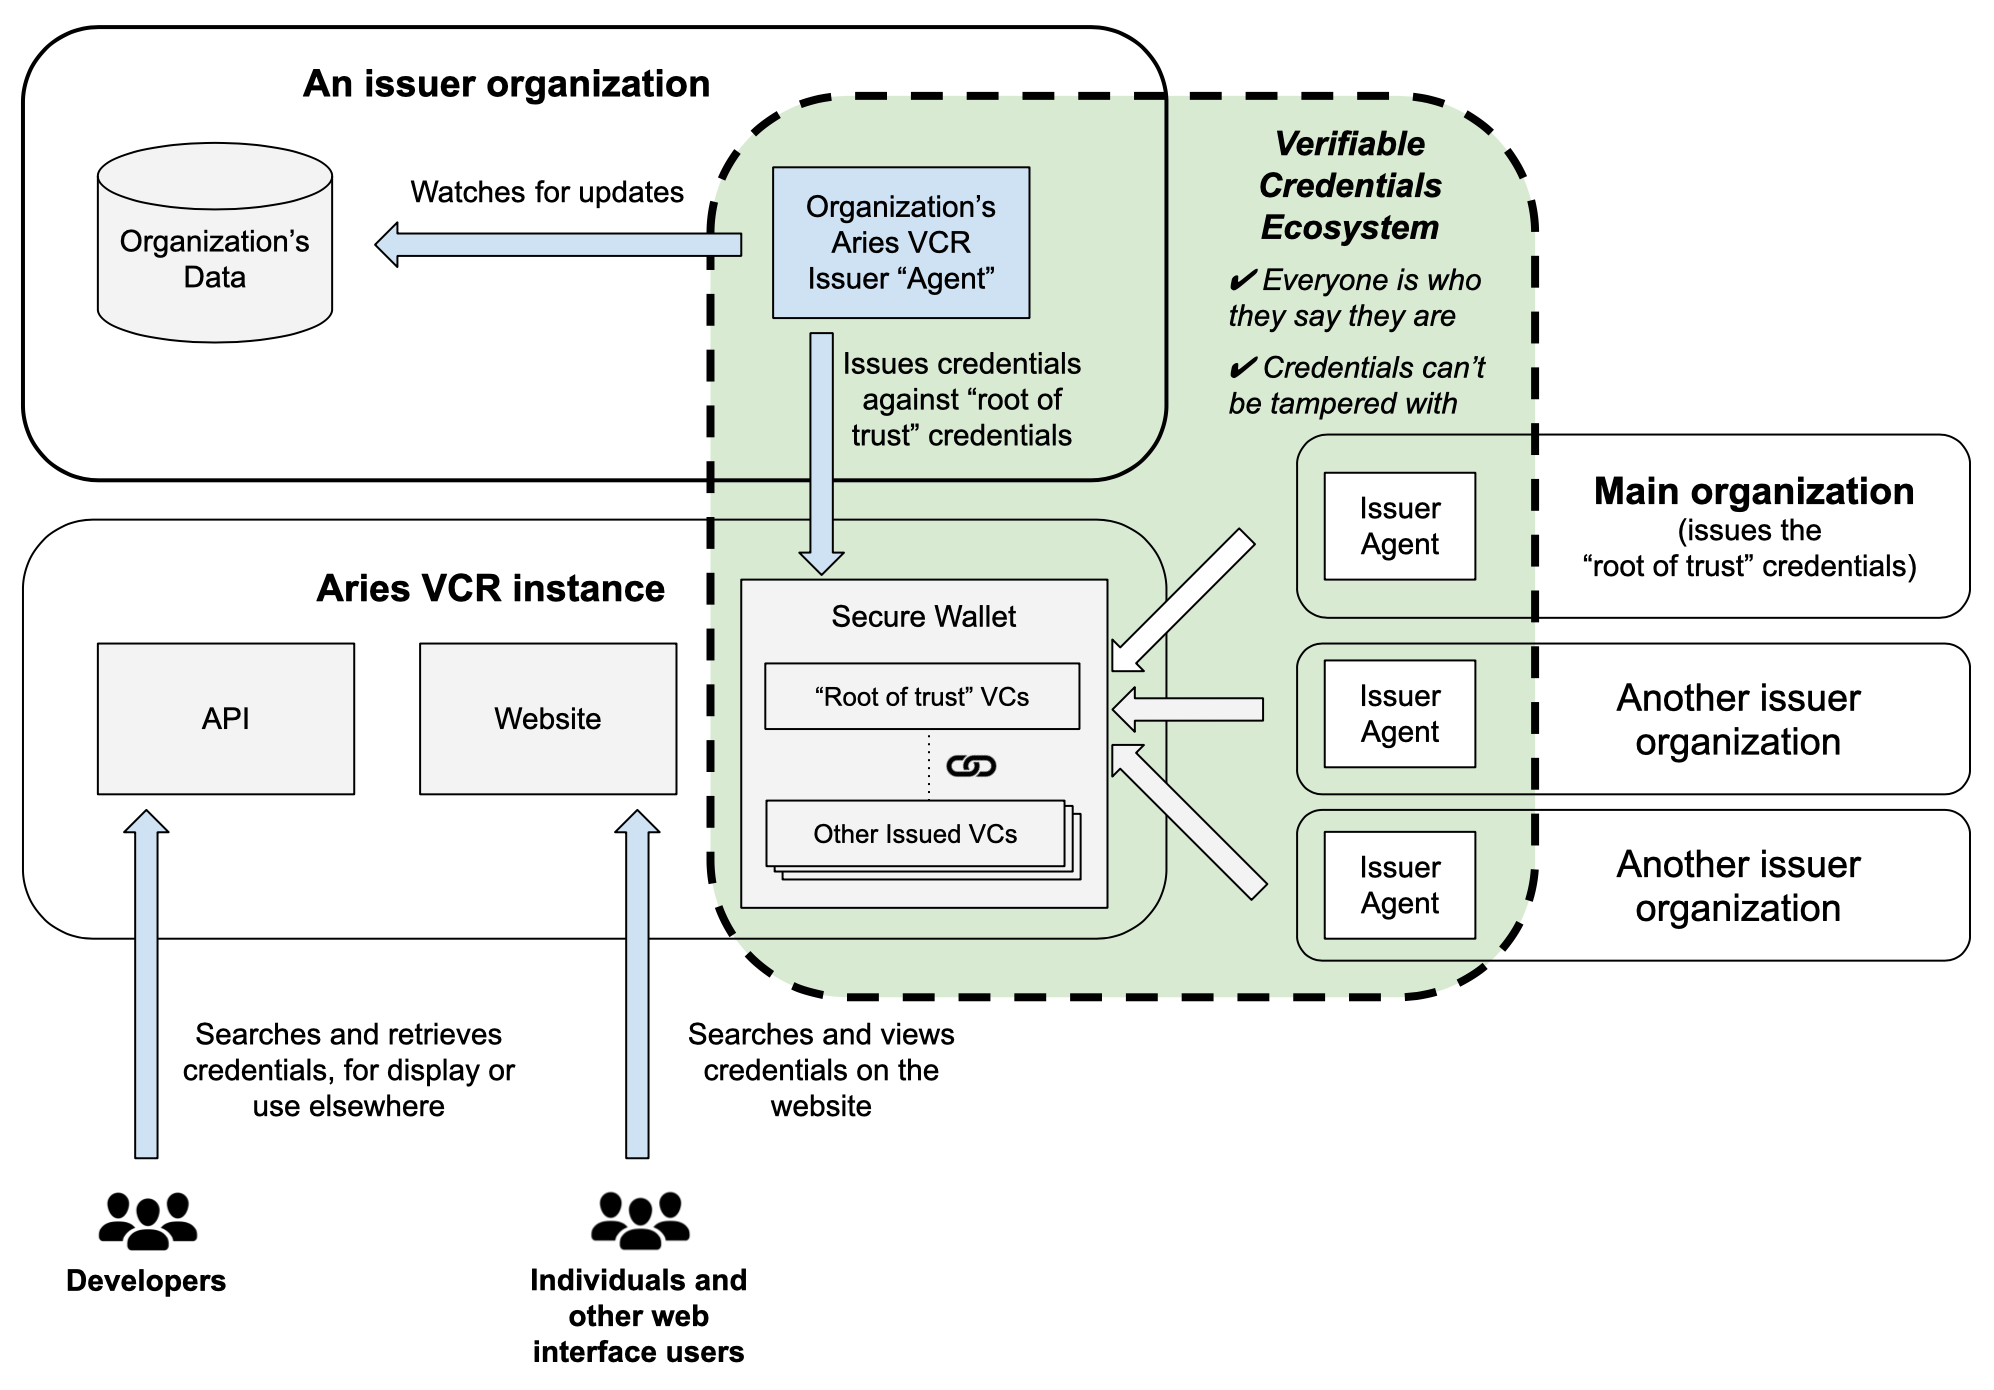 An issuer organization
Organization’s
Data
Watches for updates
Organization’s
Aries VCR
Issuer “Agent”
Issues credentials
against “root of
trust” credentials
Verifiable
Credentials
Ecosystem
✔ Everyone is who
they say they are
✔ Credentials can’t
be tampered with
Issuer
Agent
Main organization
(issues the
“root of trust” credentials)
Issuer
Agent
Another issuer
organization
Issuer
Agent
Another issuer
organization
Aries VCR instance
API
Website
Secure Wallet
“Root of trust” VCs
Other Issued VCs
Searches and retrieves
credentials, for display or
use elsewhere
Searches and views
credentials on the
website
Developers
Individuals and
other web
interface users